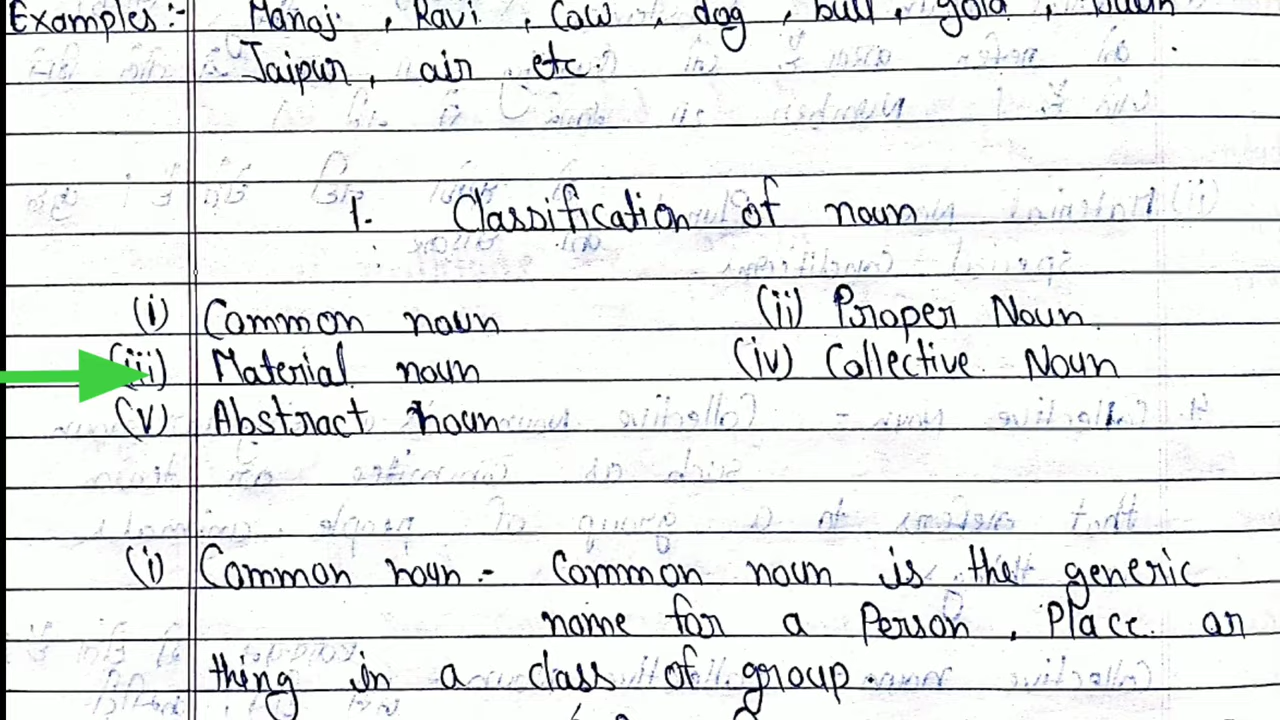 Examples :- Manoj , Ravi , Cow , dog , bull , gold ,
Jaipur , air etc.
1. Classification of noun
(i) Common noun (ii) Proper Noun.
(iii) Material noun (iv) Collective Noun
(v) Abstract noun
(i) Common noun :- Common noun is the generic
name for a Person , Place or
thing in a class of group .